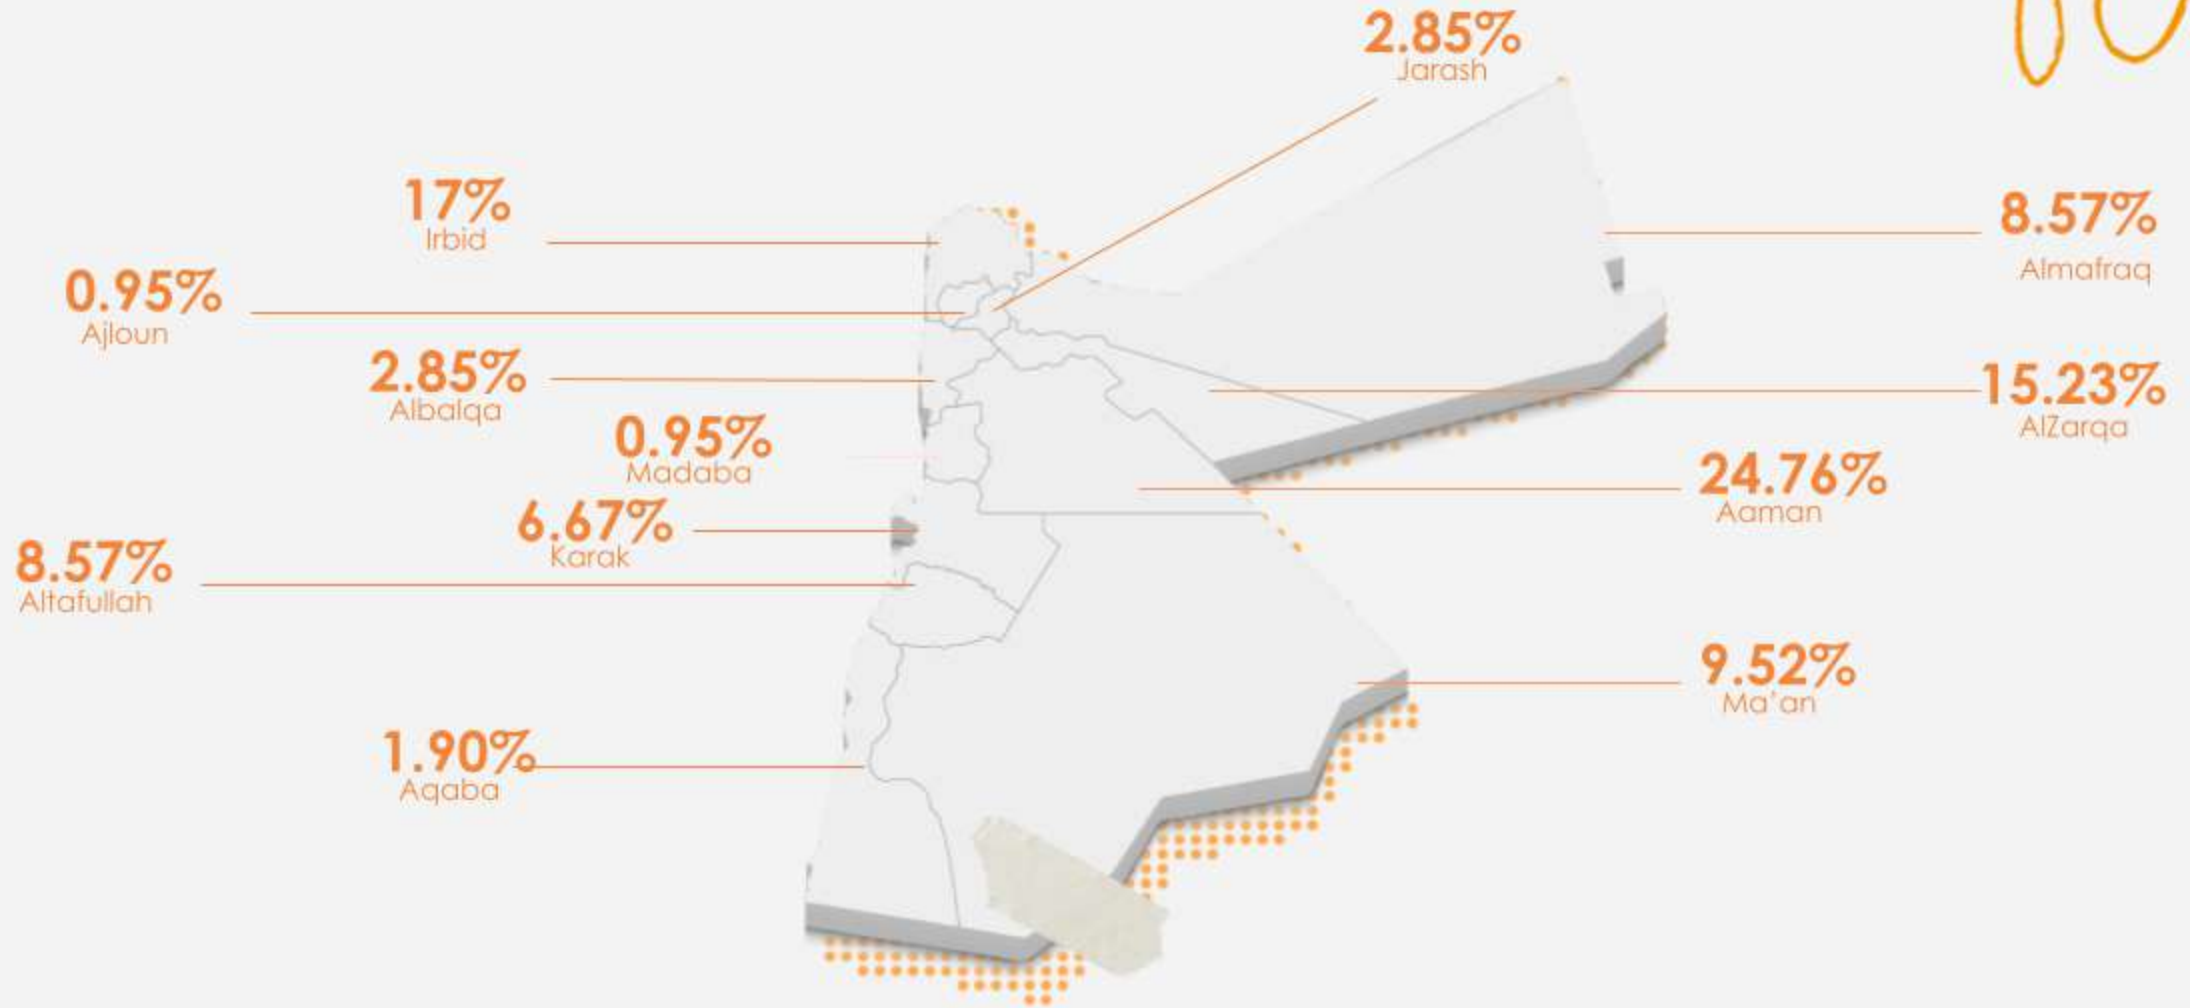 2.85%
Jarash
17%
Irbid
8.57%
Almafraq
0.95%
Ajloun
2.85%
Albalqa
15.23%
AlZarqa
0.95%
Madaba
24.76%
Aaman
6.67%
Karak
8.57%
Altafullah
9.52%
Ma'an
1.90%
Aqaba